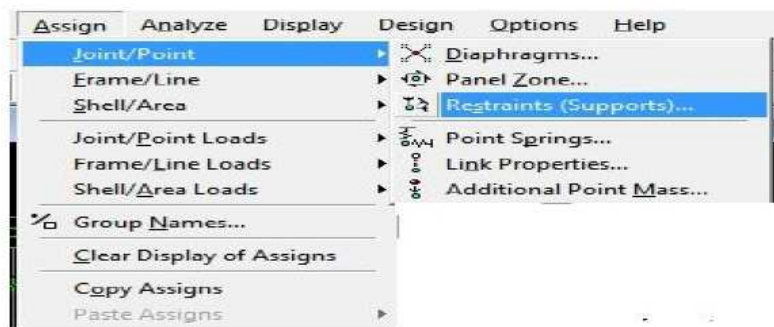 Assign Analyze Display Design Options Help
Joint/Point
Frame/Line
Shell/Area
Joint/Point Loads
Frame/Line Loads
Shell/Area Loads
Group Names...
Clear Display of Assigns
Copy Assigns
Paste Assigns
Diaphragms...
Panel Zone...
Restraints (Supports)...
Point Springs...
Link Properties...
Additional Point Mass...